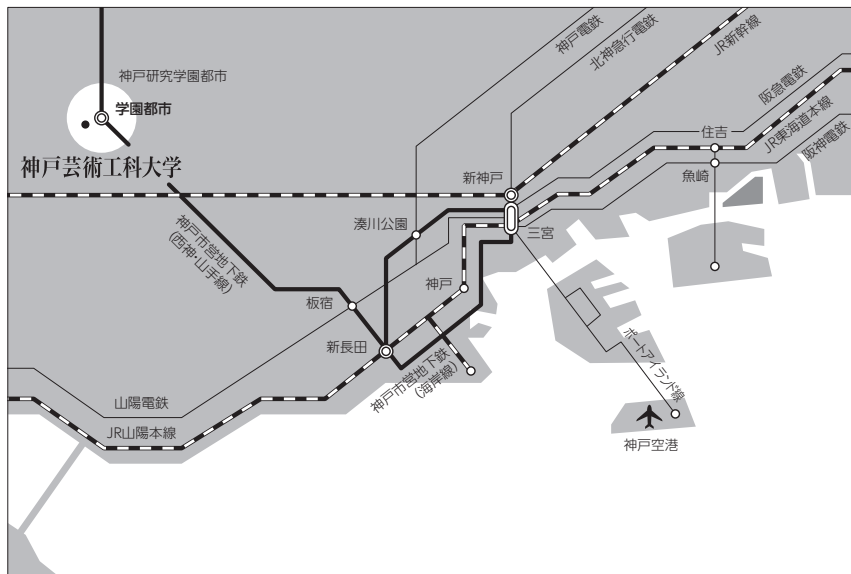 神戸電鉄
北神急行電鉄
JR新幹線
神戸研究学園都市
阪急電鉄
学園都市
住吉
JR東海道本線
阪神電鉄
神戸芸術工科大学
新神戸
魚崎
湊川公園
三宮
神戸市営地下鉄
(西神・山手線)
神戸
板宿
新長田
ポートアイランド線
神戸市営地下鉄
(海岸線)
山陽電鉄
JR山陽本線
神戸空港